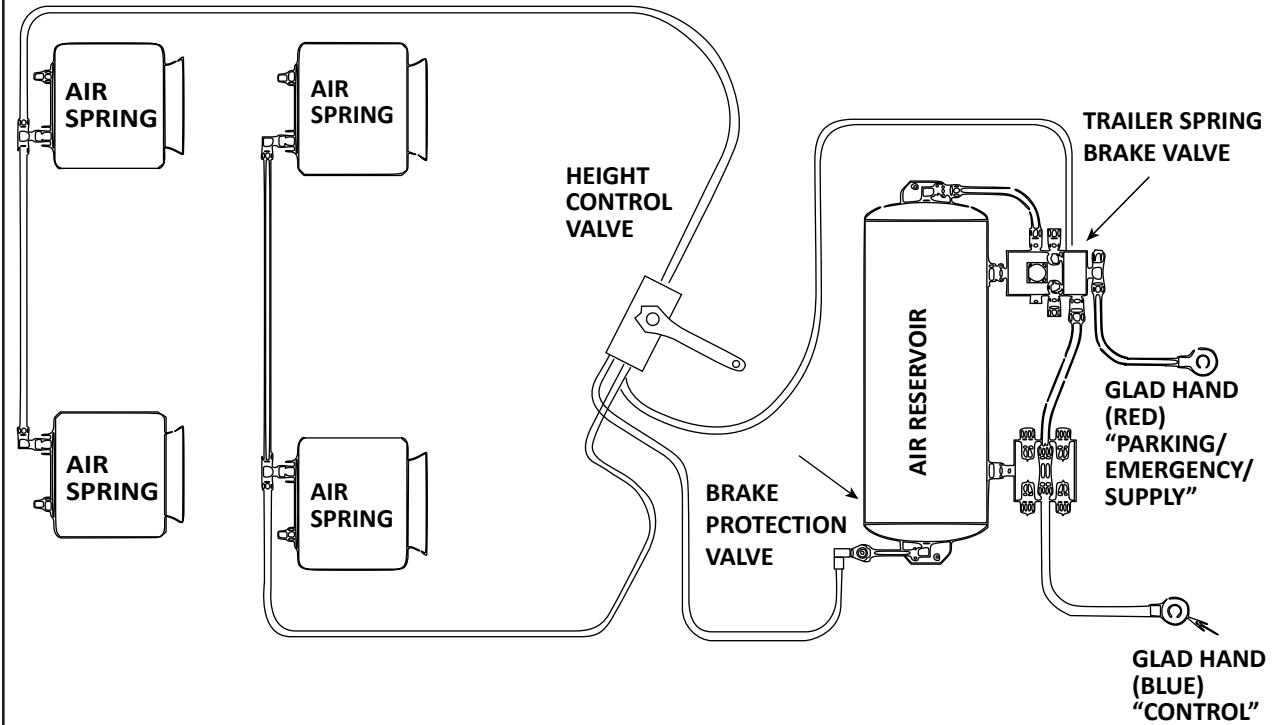 AIR
SPRING
AIR
SPRING
HEIGHT
CONTROL
VALVE
TRAILER SPRING
BRAKE VALVE
AIR RESERVOIR
GLAD HAND
(RED)
“PARKING/
EMERGENCY/
SUPPLY”
AIR
SPRING
AIR
SPRING
BRAKE
PROTECTION
VALVE
GLAD HAND
(BLUE)
“CONTROL”